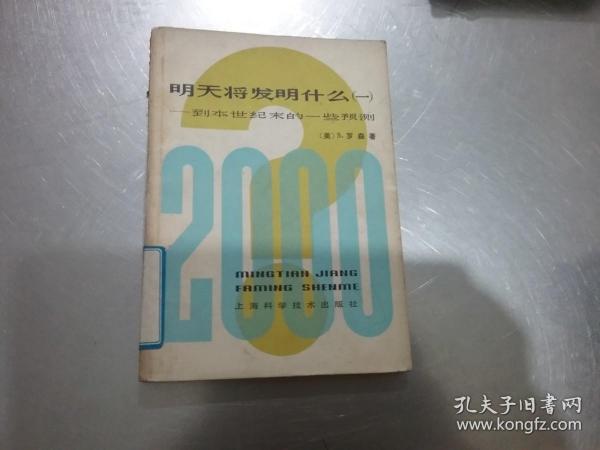 明天将发明什么(一)
——到本世纪末的一些预测
(美)S.罗森著
2000
MINGTIAN JIANG
FAMING SHENME
上海科学技术出版社
孔夫子旧书网
www.kongfz.com